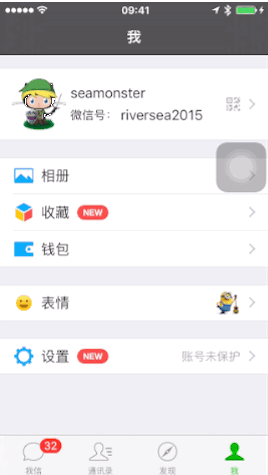 09:41
我
seamonster
微信号： riversea2015
相册
收藏 NEW
钱包
表情
设置 NEW 账号未保护
32
我信 通讯录 发现 我